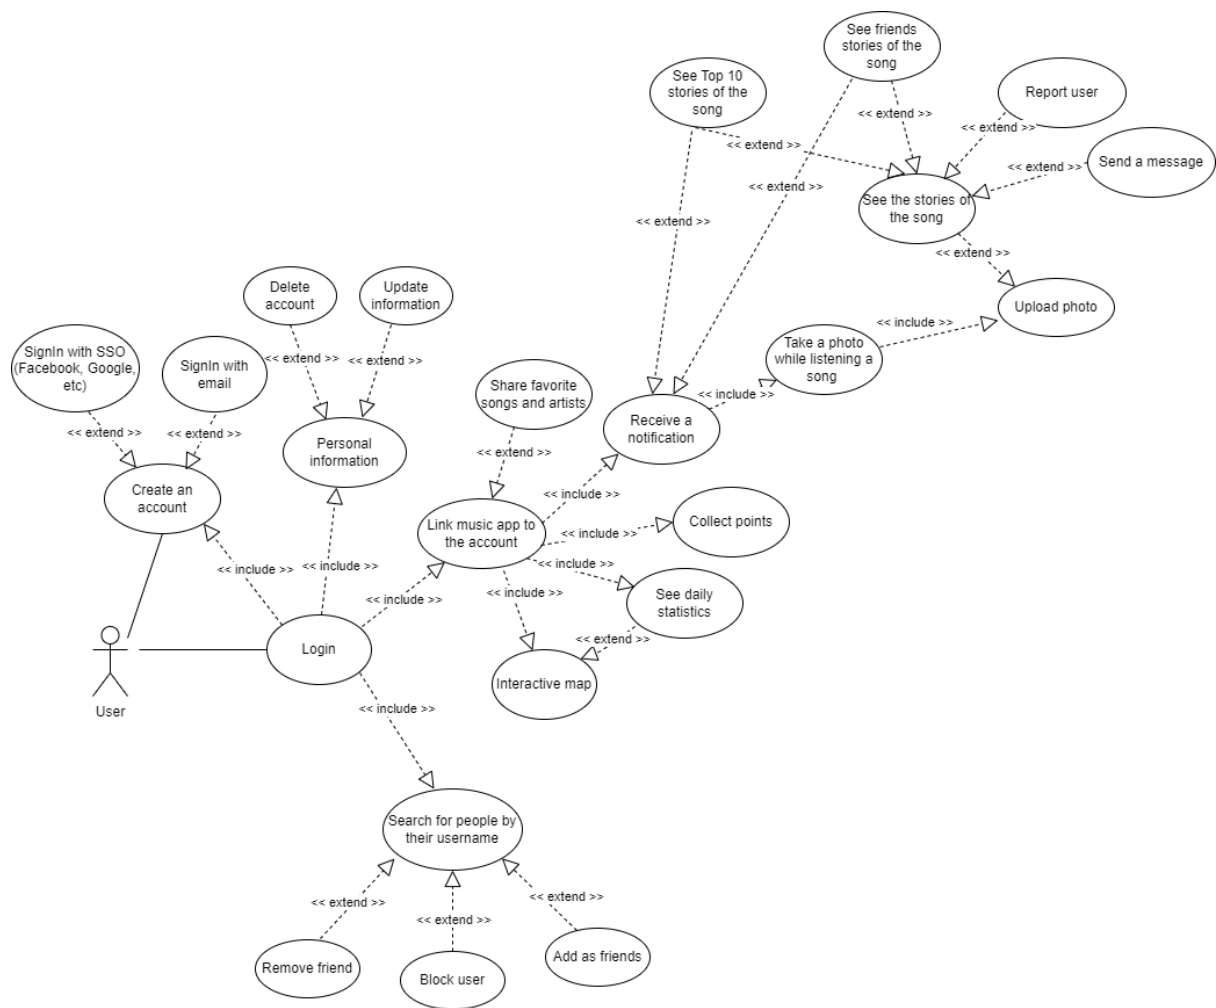 See friends
stories of the
song
See Top 10
stories of the
song
Report user
<< extend >>
<< extend >>
<< extend >>
Send a message
<< extend >>
<< extend >>
See the stories of
the song
<< extend >>
<< extend >>
Delete
account
Update
information
Upload photo
<< include >>
SignIn with SSO
(Facebook, Google,
etc)
SignIn with
email
<< extend >>
<< extend >>
Take a photo
while listening a
song
Share favorite
songs and artists
<< include >>
Receive a
notification
<< extend >>
<< extend >>
Personal
information
<< extend >>
Create an
account
<< include >>
Link music app to
the account
Collect points
<< include >>
<< include >>
<< include >>
<< include >>
<< include >>
<< include >>
See daily
statistics
<< extend >>
Login
Interactive map
User
<< include >>
Search for people by
their username
<< extend >>
<< extend >>
<< extend >>
Remove friend
Block user
Add as friends